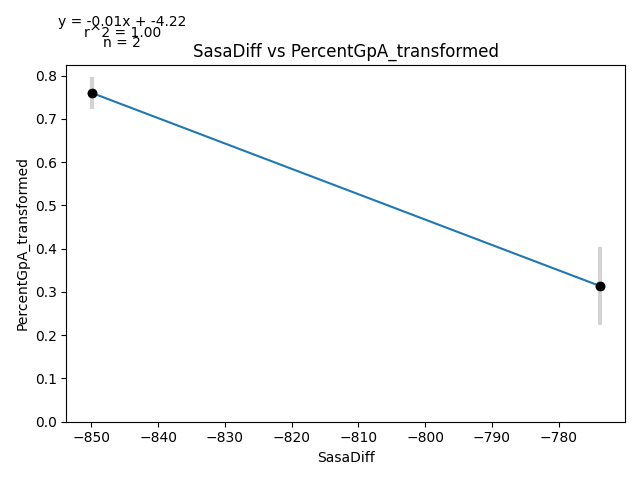 y = -0.01x + -4.22
r^2 = 1.00
n = 2
SasaDiff vs PercentGpA_transformed
PercentGpA_transformed
0.8
0.7
0.6
0.5
0.4
0.3
0.2
0.1
0.0
−850 −840 −830 −820 −810 −800 −790 −780
SasaDiff